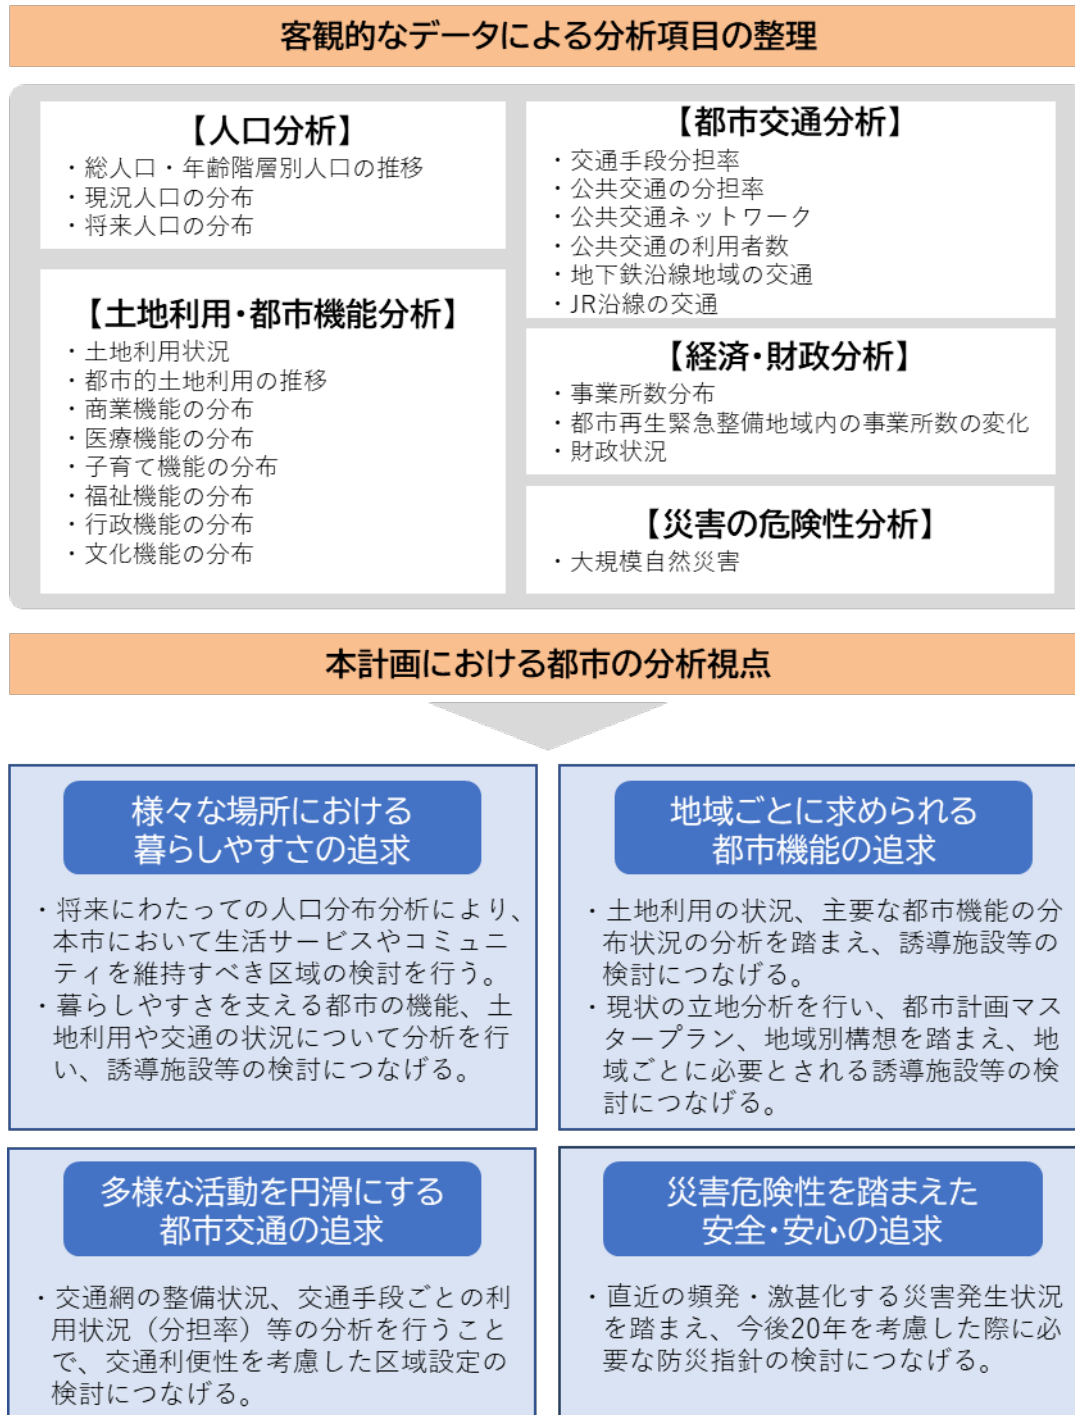 客観的なデータによる分析項目の整理
【人口分析】
・総人口・年齢階層別人口の推移
・現況人口の分布
・将来人口の分布
【土地利用・都市機能分析】
・土地利用状況
・都市的土地利用の推移
・商業機能の分布
・医療機能の分布
・子育て機能の分布
・福祉機能の分布
・行政機能の分布
・文化機能の分布
【都市交通分析】
・交通手段分担率
・公共交通の分担率
・公共交通ネットワーク
・公共交通の利用者数
・地下鉄沿線地域の交通
・JR沿線の交通
【経済・財政分析】
・事業所数分布
・都市再生緊急整備地域内の事業所数の変化
・財政状況
【災害の危険性分析】
・大規模自然災害
本計画における都市の分析視点
様々な場所における
暮らしやすさの追求
・将来にわたっての人口分布分析により、
本市において生活サービスやコミュニ
ティを維持すべき区域の検討を行う。
・暮らしやすさを支える都市の機能、土
地利用や交通の状況について分析を行
い、誘導施設等の検討につなげる。
地域ごとに求められる
都市機能の追求
・土地利用の状況、主要な都市機能の分
布状況の分析を踏まえ、誘導施設等の
検討につなげる。
・現状の立地分析を行い、都市計画マス
タープラン、地域別構想を踏まえ、地
域ごとに必要とされる誘導施設等の検
討につなげる。
多様な活動を円滑にする
都市交通の追求
・交通網の整備状況、交通手段ごとの利
用状況（分担率）等の分析を行うこと
で、交通利便性を考慮した区域設定の
検討につなげる。
災害危険性を踏まえた
安全・安心の追求
・直近の頻発・激甚化する災害発生状況
を踏まえ、今後20年を考慮した際に必
要な防災指針の検討につなげる。